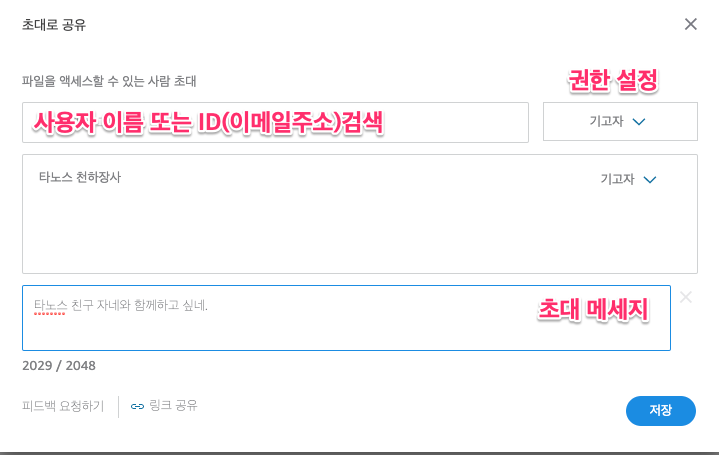 초대로 공유
파일을 액세스할 수 있는 사람 초대
권한 설정
사용자 이름 또는 ID(이메일주소)검색
기고자
타노스 천하장사
기고자
타노스 친구 자네와 함께하고 싶네.
초대 메세지
2029 / 2048
피드백 요청하기
링크 공유
저장